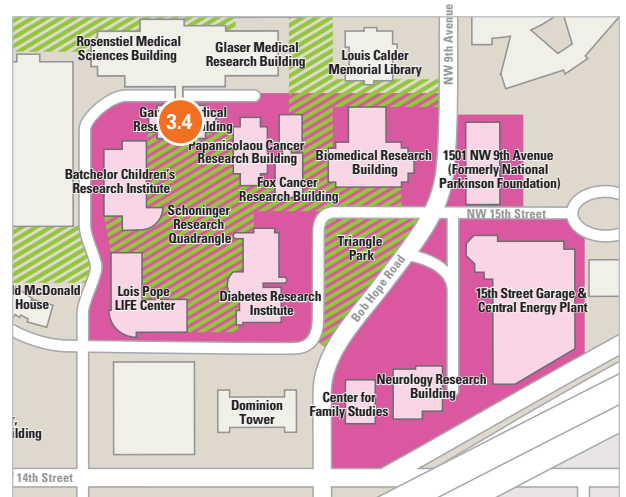 Rosenstiel Medical
Sciences Building
Glaser Medical
Research Building
Louis Calder
Memorial Library
NW 9th Avenue
3.4
Papanicolaou Cancer
Research Building
Biomedical Research
Building
1501 NW 9th Avenue
(Formerly National
Parkinson Foundation)
Batchelor Children's
Research Institute
Fox Cancer
Research Building
Schoninger
Research
Quadrangle
NW 15th Street
Triangle
Park
Bob Hope Road
ld McDonald
House
Lois Pope
LIFE Center
Diabetes Research
Institute
15th Street Garage &
Central Energy Plant
Neurology Research
Building
Center for
Family Studies
Dominion
Tower
ilding
14th Street